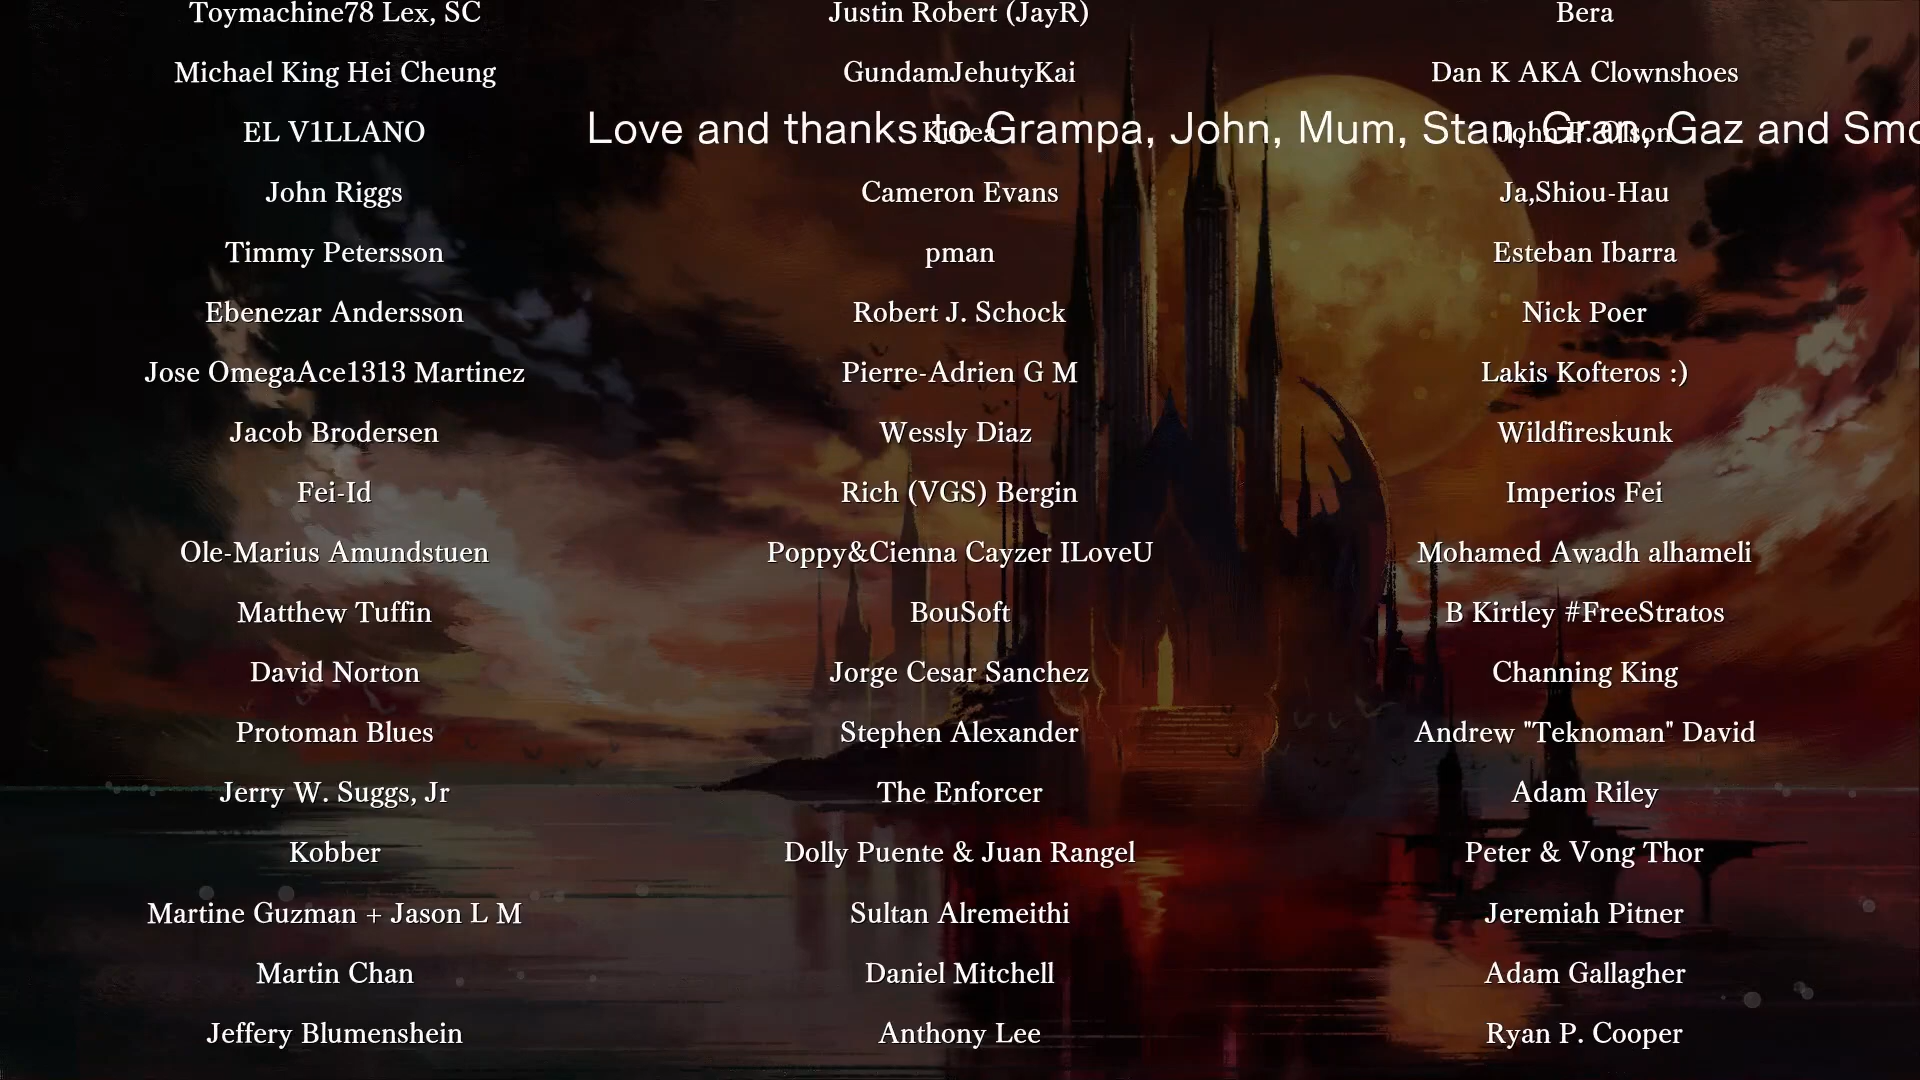 Toymachine78 Lex, SC
Justin Robert (JayR)
Bera
Michael King Hei Cheung
GundamJehutyKai
Dan K AKA Clownshoes
Love and thanks to Grampa, John, Mum, Stan, Gran, Gaz and Smo
EL V1LLANO
Kurea
John P. Olson
John Riggs
Cameron Evans
Ja,Shiou-Hau
Timmy Petersson
pman
Esteban Ibarra
Ebenezar Andersson
Robert J. Schock
Nick Poer
Jose OmegaAce1313 Martinez
Pierre-Adrien G M
Lakis Kofteros :)
Jacob Brodersen
Wessly Diaz
Wildfireskunk
Fei-Id
Rich (VGS) Bergin
Imperios Fei
Ole-Marius Amundstuen
Poppy&Cienna Cayzer ILoveU
Mohamed Awadh alhameli
Matthew Tuffin
BouSoft
B Kirtley #FreeStratos
David Norton
Jorge Cesar Sanchez
Channing King
Protoman Blues
Stephen Alexander
Andrew "Teknoman" David
Jerry W. Suggs, Jr
The Enforcer
Adam Riley
Kobber
Dolly Puente & Juan Rangel
Peter & Vong Thor
Martine Guzman + Jason L M
Sultan Alremeithi
Jeremiah Pitner
Martin Chan
Daniel Mitchell
Adam Gallagher
Jeffery Blumenshein
Anthony Lee
Ryan P. Cooper